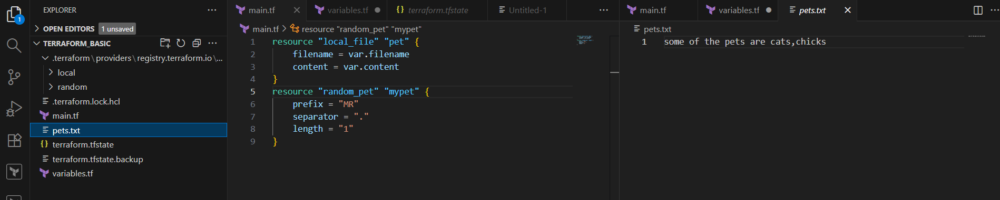 EXPLORER
···
1
OPEN EDITORS 1 unsaved
TERRAFORM_BASIC
.terraform\providers\registry.terraform.io\...
local
random
.terraform.lock.hcl
main.tf
pets.txt
terraform.tfstate
terraform.tfstate.backup
variables.tf
main.tf
variables.tf
terraform.tfstate
Untitled-1
···
main.tf > resource "random_pet" "mypet"
1 resource "local_file" "pet" {
2 filename = var.filename
3 content = var.content
4 }
5 resource "random_pet" "mypet" {
6 prefix = "MR"
7 separator = "."
8 length = "1"
9 }
main.tf
variables.tf
pets.txt
pets.txt
1 some of the pets are cats,chicks